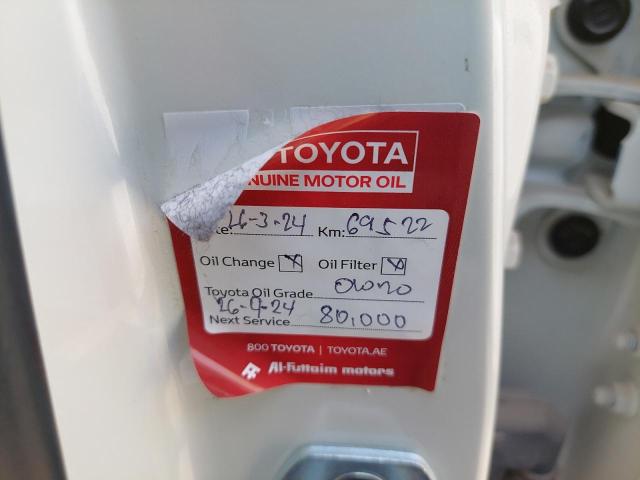 TOYOTA
NUINE MOTOR OIL
te: 26-3-24 Km: 69522
Oil Change Oil Filter
Toyota Oil Grade 0W20
26-9-24
Next Service 80,000
800 TOYOTA | TOYOTA.AE
Al-Futtaim motors